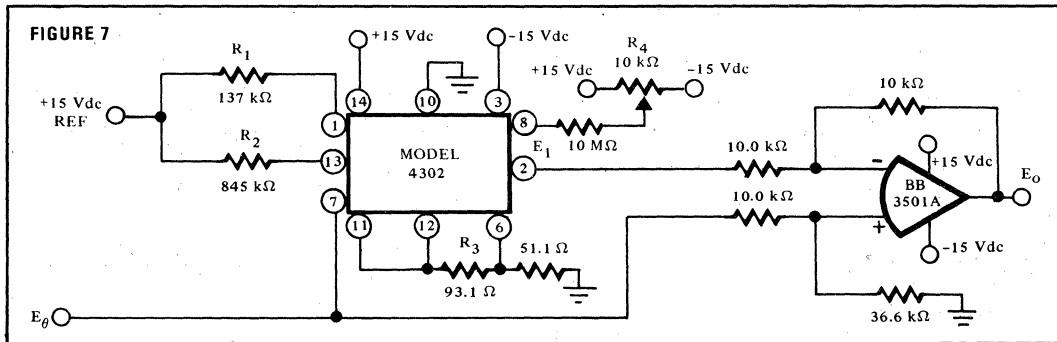 FIGURE 7
R1
137 kΩ
+15 Vdc
REF
R2
845 kΩ
+15 Vdc
-15 Vdc
14
10
3
1
13
7
MODEL
4302
8
2
11
12
6
E1
R4
10 kΩ
+15 Vdc
-15 Vdc
10 MΩ
R3
93.1 Ω
51.1 Ω
10.0 kΩ
10.0 kΩ
10 kΩ
-
+
BB
3501A
+15 Vdc
-15 Vdc
Eo
36.6 kΩ
Eθ